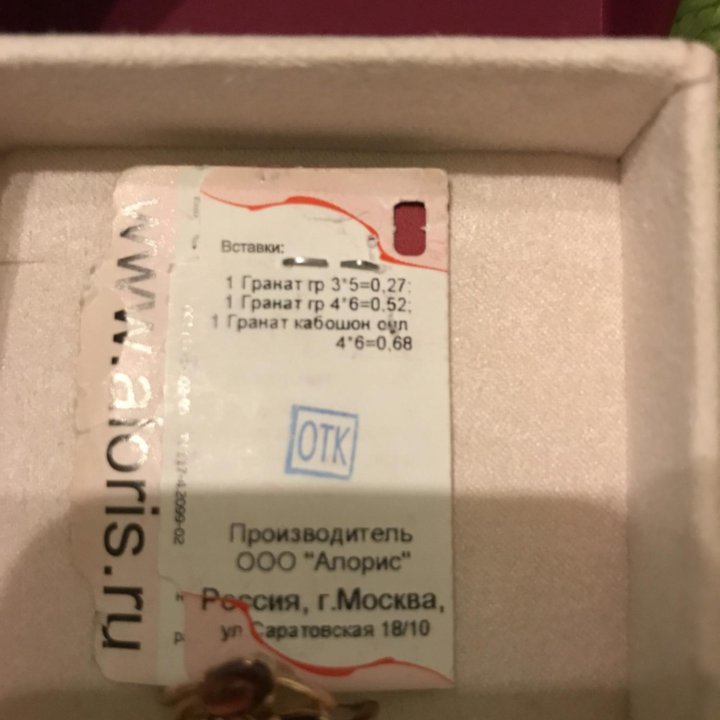 Вставки:
1 Гранат гр 3*5=0,27;
1 Гранат гр 4*6=0,52;
1 Гранат кабошон
4*6=0,68
ОТК
Производитель
ООО "Алорис"
Россия, г.Москва,
ул Саратовская 18/10
www.aloris.ru